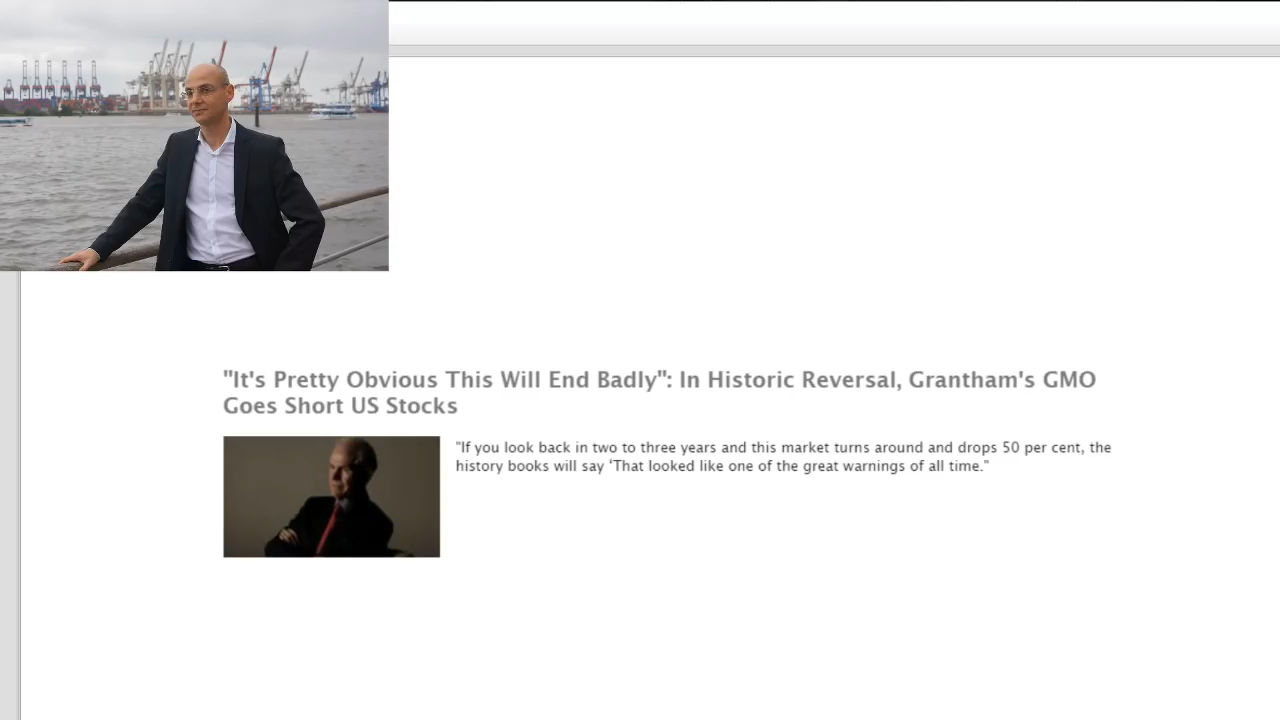 "It's Pretty Obvious This Will End Badly": In Historic Reversal, Grantham's GMO
Goes Short US Stocks
"If you look back in two to three years and this market turns around and drops 50 per cent, the
history books will say ‘That looked like one of the great warnings of all time."